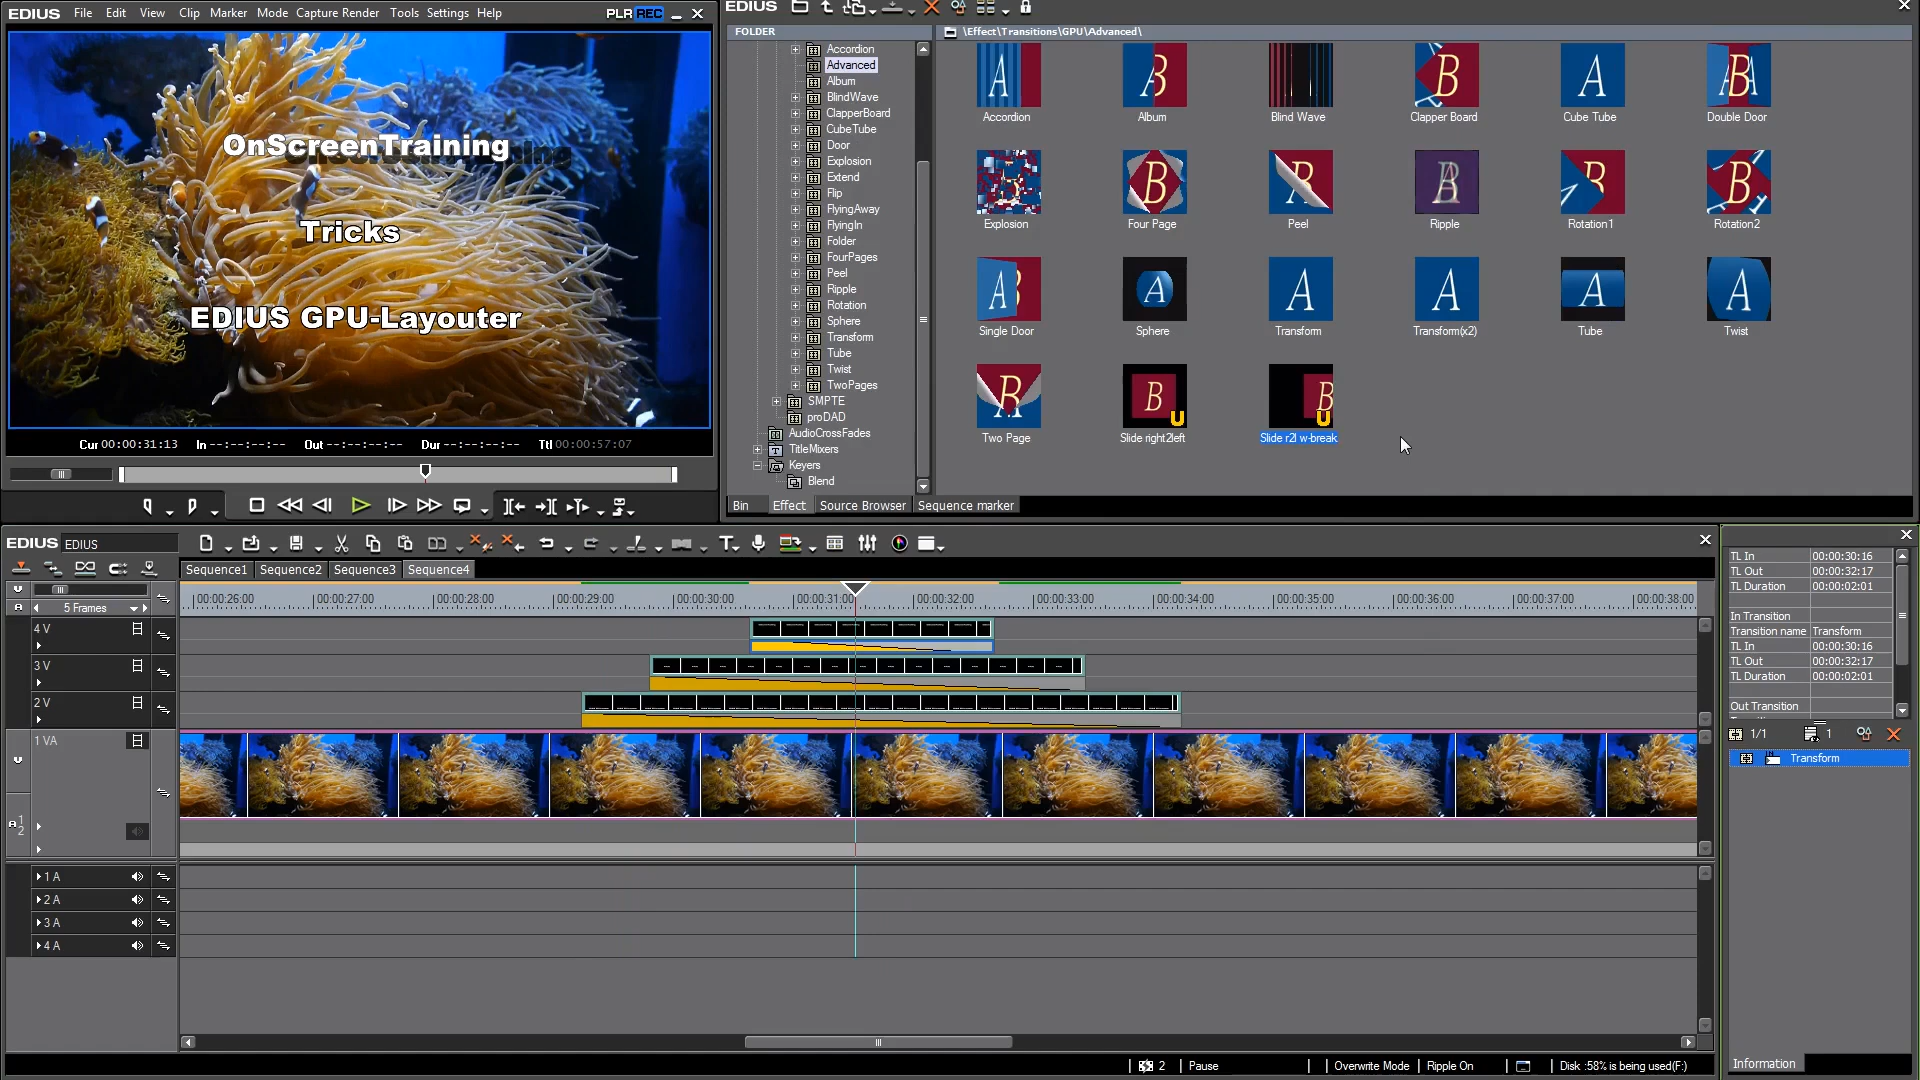 EDIUS File Edit View Clip Marker Mode Capture Render Tools Settings Help PLR REC
OnScreenTraining
Tricks
EDIUS GPU-Layouter
Cur 00:00:31:13 In --:--:--:-- Out --:--:--:-- Dur --:--:--:-- Ttl 00:00:57:07
EDIUS
FOLDER
Accordion
Advanced
Album
BlindWave
ClapperBoard
CubeTube
Door
Explosion
Extend
Flip
FlyingAway
FlyingIn
Folder
FourPages
Peel
Ripple
Rotation
Sphere
Transform
Tube
Twist
TwoPages
SMPTE
proDAD
AudioCrossFades
TitleMixers
Keyers
Blend
\Effect\Transitions\GPU\Advanced\
Accordion Album Blind Wave Clapper Board Cube Tube Double Door
Explosion Four Page Peel Ripple Rotation1 Rotation2
Single Door Sphere Transform Transform(x2) Tube Twist
Two Page Slide right2left Slide r2l w-break
Bin Effect Source Browser Sequence marker
EDIUS EDIUS
Sequence1 Sequence2 Sequence3 Sequence4
5 Frames
00:00:26:00 00:00:27:00 00:00:28:00 00:00:29:00 00:00:30:00 00:00:31:00 00:00:32:00 00:00:33:00 00:00:34:00 00:00:35:00 00:00:36:00 00:00:37:00 00:00:38:00
4 V
3 V
2 V
1 VA
1 A
2 A
3 A
4 A
TL In 00:00:30:16
TL Out 00:00:32:17
TL Duration 00:00:02:01
In Transition
Transition name Transform
TL In 00:00:30:16
TL Out 00:00:32:17
TL Duration 00:00:02:01
Out Transition
1/1 1
Transform
Information
2 Pause Overwrite Mode Ripple On Disk :58% is being used(F:)